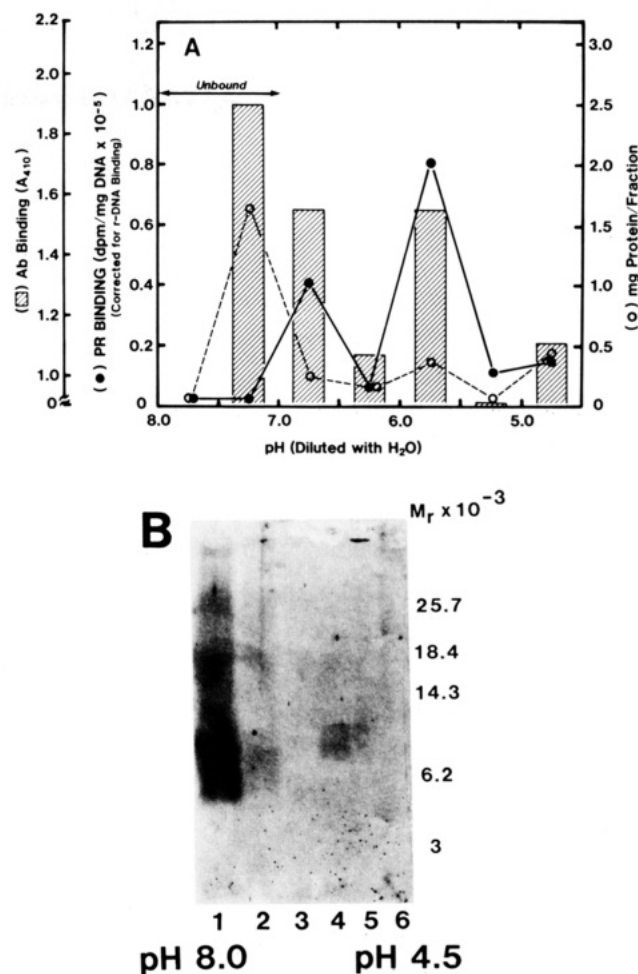 A
Unbound
(▨) Ab Binding (A₄₁₀)
2.2
2.0
1.8
1.6
1.4
1.2
1.0
0
(●) PR BINDING (dpm/mg DNA x 10⁻⁵)
(Corrected for r-DNA Binding)
1.2
1.0
0.8
0.6
0.4
0.2
0
3.2
3.0
2.5
2.0
1.5
1.0
0.5
0
(o) mg Protein/Fraction
8.0 7.0 6.0 5.0
pH (Diluted with H₂O)
B
Mᵣ x 10⁻³
25.7
18.4
14.3
6.2
3
1 2 3 4 5 6
pH 8.0 pH 4.5